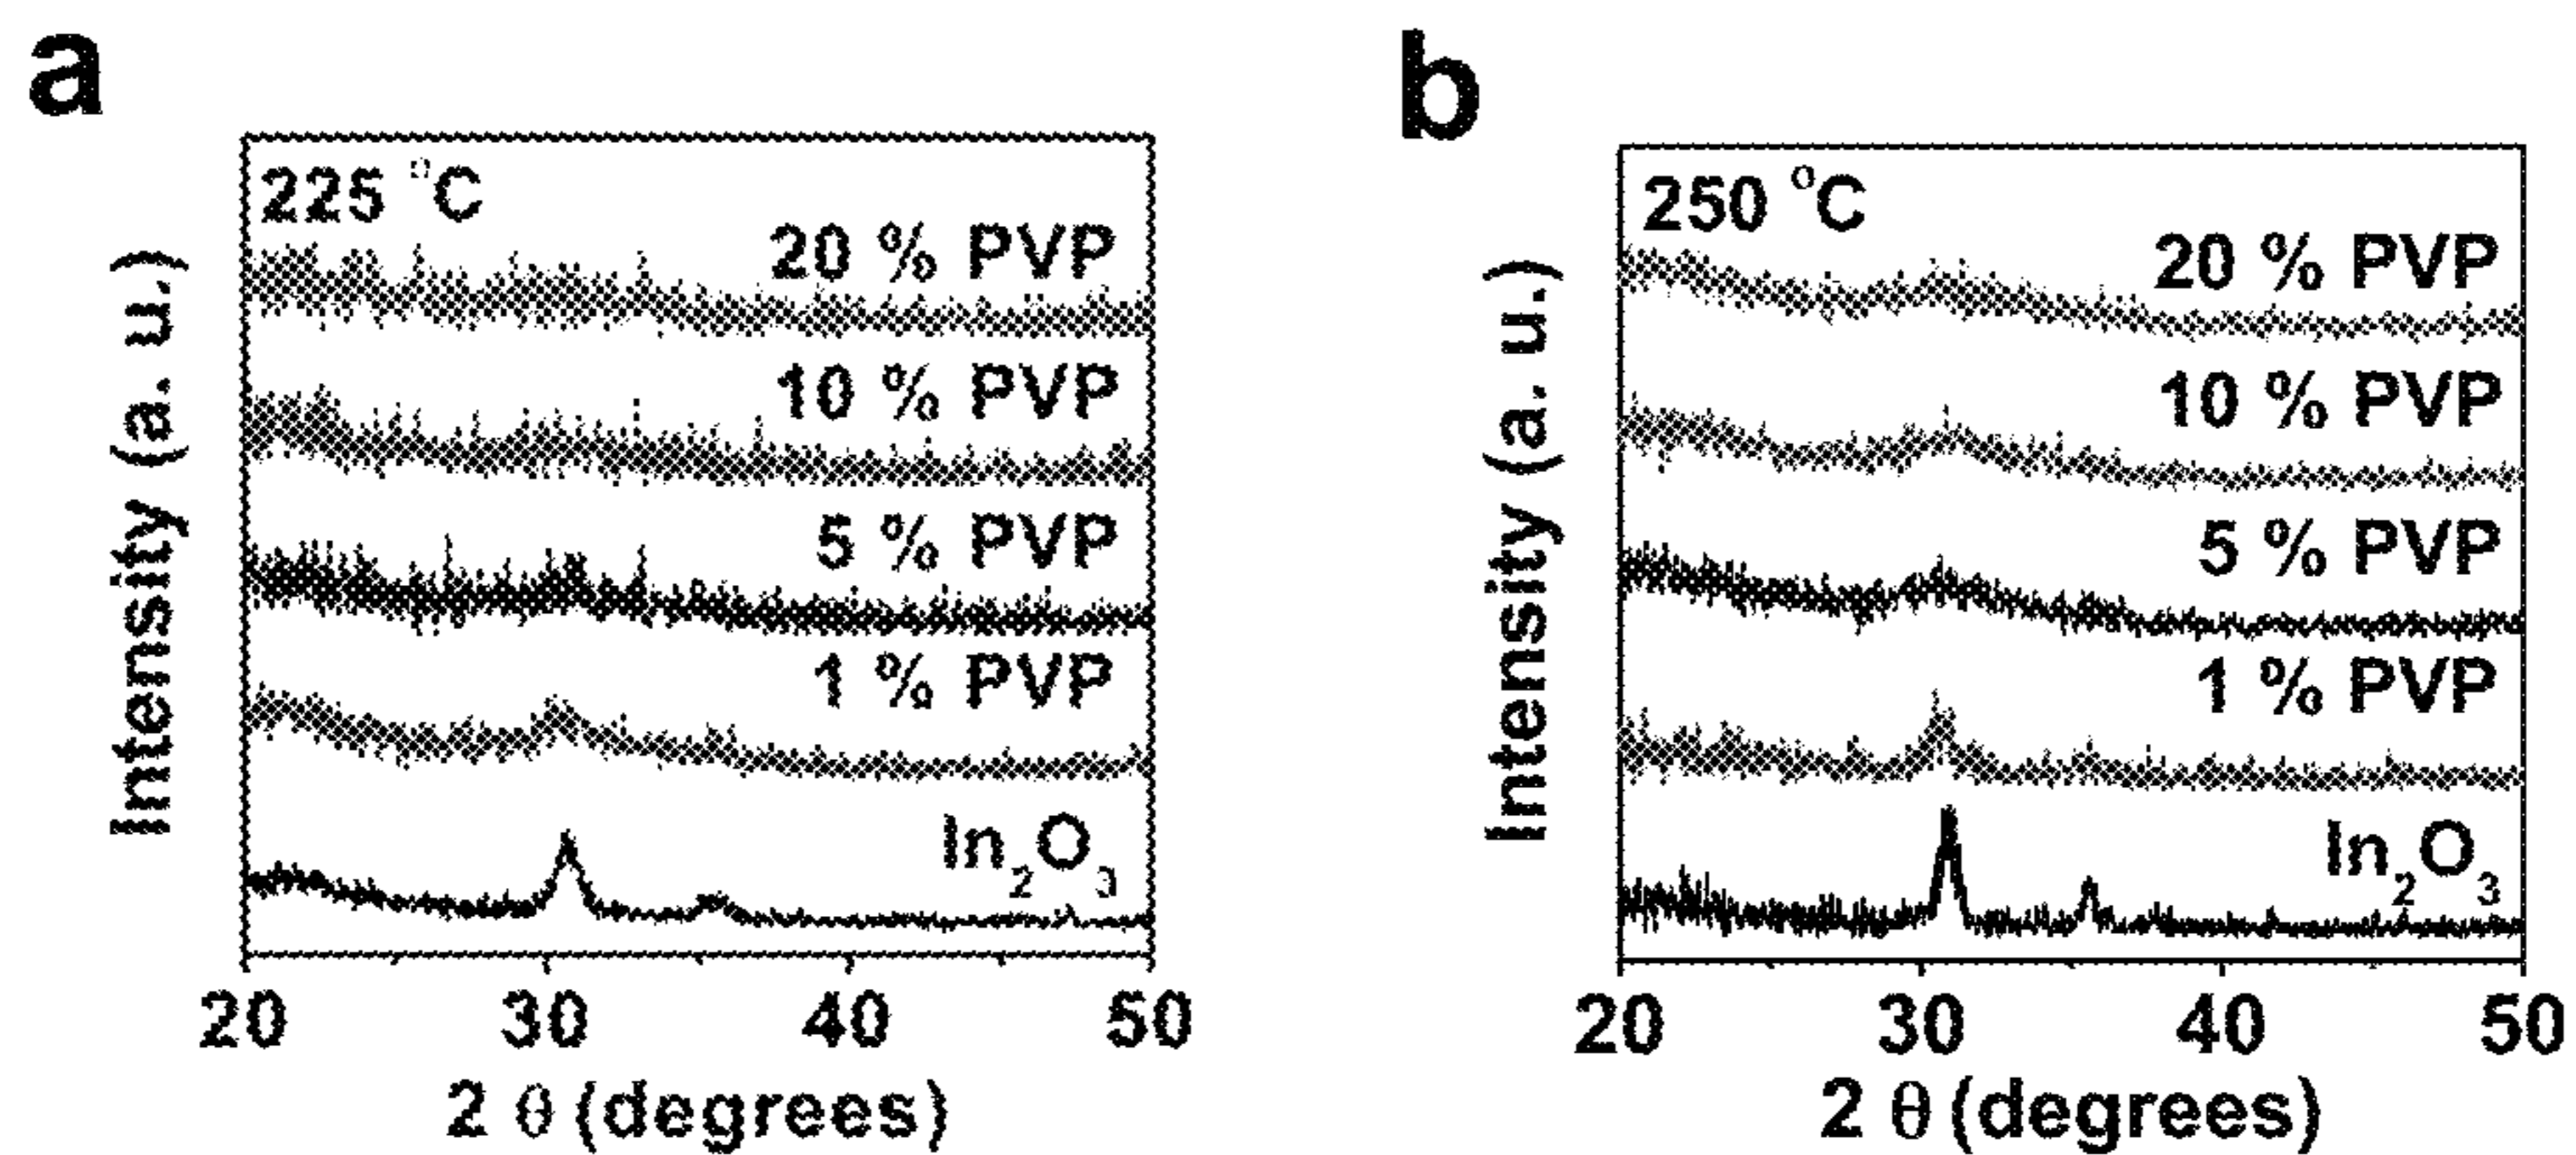 a
225 °C
20 % PVP
10 % PVP
5 % PVP
1 % PVP
In₂O₃
Intensity (a. u.)
20 30 40 50
2 θ (degrees)
b
250 °C
20 % PVP
10 % PVP
5 % PVP
1 % PVP
In₂O₃
Intensity (a. u.)
20 30 40 50
2 θ (degrees)